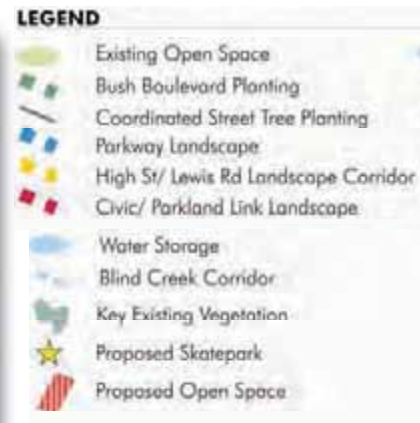 LEGEND
Existing Open Space
Bush Boulevard Planting
Coordinated Street Tree Planting
Parkway Landscape
High St/ Lewis Rd Landscape Corridor
Civic/ Parkland Link Landscape
Water Storage
Blind Creek Corridor
Key Existing Vegetation
Proposed Skatepark
Proposed Open Space